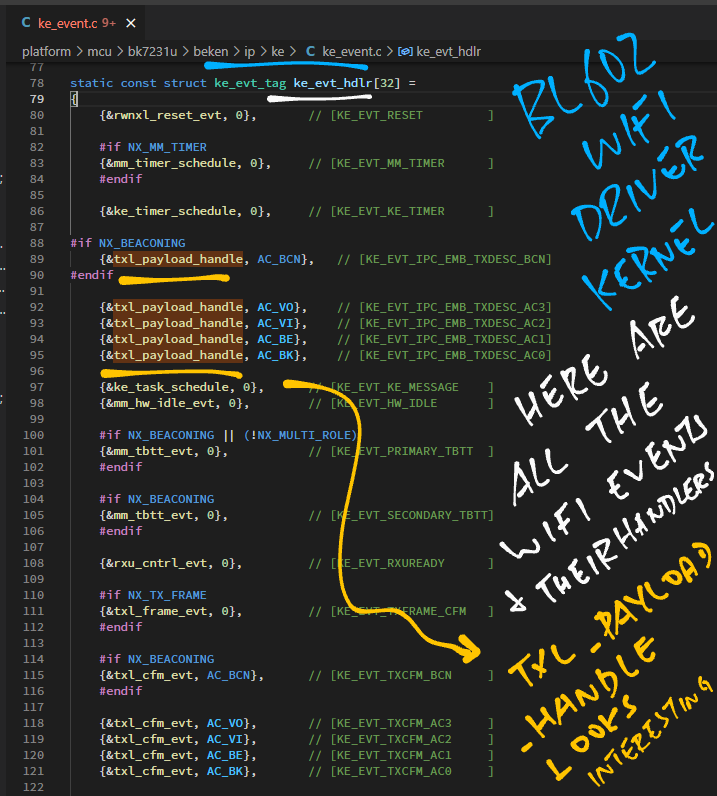 C ke_event.c 9+ ×
platform > mcu > bk7231u > beken > ip > ke > C ke_event.c > ke_evt_hdlr
77
78 static const struct ke_evt_tag ke_evt_hdlr[32] =
79 {
80 {&rwnxl_reset_evt, 0}, // [KE_EVT_RESET ]
81
82 #if NX_MM_TIMER
83 {&mm_timer_schedule, 0}, // [KE_EVT_MM_TIMER ]
84 #endif
85
86 {&ke_timer_schedule, 0}, // [KE_EVT_KE_TIMER ]
87
88 #if NX_BEACONING
89 {&txl_payload_handle, AC_BCN}, // [KE_EVT_IPC_EMB_TXDESC_BCN]
90 #endif
91
92 {&txl_payload_handle, AC_VO}, // [KE_EVT_IPC_EMB_TXDESC_AC3]
93 {&txl_payload_handle, AC_VI}, // [KE_EVT_IPC_EMB_TXDESC_AC2]
94 {&txl_payload_handle, AC_BE}, // [KE_EVT_IPC_EMB_TXDESC_AC1]
95 {&txl_payload_handle, AC_BK}, // [KE_EVT_IPC_EMB_TXDESC_AC0]
96
97 {&ke_task_schedule, 0}, // [KE_EVT_KE_MESSAGE ]
98 {&mm_hw_idle_evt, 0}, // [KE_EVT_HW_IDLE ]
99
100 #if NX_BEACONING || (!NX_MULTI_ROLE)
101 {&mm_tbtt_evt, 0}, // [KE_EVT_PRIMARY_TBTT ]
102 #endif
103
104 #if NX_BEACONING
105 {&mm_tbtt_evt, 0}, // [KE_EVT_SECONDARY_TBTT]
106 #endif
107
108 {&rxu_cntrl_evt, 0}, // [KE_EVT_RXUREADY ]
109
110 #if NX_TX_FRAME
111 {&txl_frame_evt, 0}, // [KE_EVT_TXFRAME_CFM ]
112 #endif
113
114 #if NX_BEACONING
115 {&txl_cfm_evt, AC_BCN}, // [KE_EVT_TXCFM_BCN ]
116 #endif
117
118 {&txl_cfm_evt, AC_VO}, // [KE_EVT_TXCFM_AC3 ]
119 {&txl_cfm_evt, AC_VI}, // [KE_EVT_TXCFM_AC2 ]
120 {&txl_cfm_evt, AC_BE}, // [KE_EVT_TXCFM_AC1 ]
121 {&txl_cfm_evt, AC_BK}, // [KE_EVT_TXCFM_AC0 ]
122
BL602
WIFI
DRIVER
KERNEL
HERE ARE
ALL THE
WIFI EVENTS
& THEIR HANDLERS
TXL_PAYLOAD
_HANDLE
LOOKS
INTERESTING